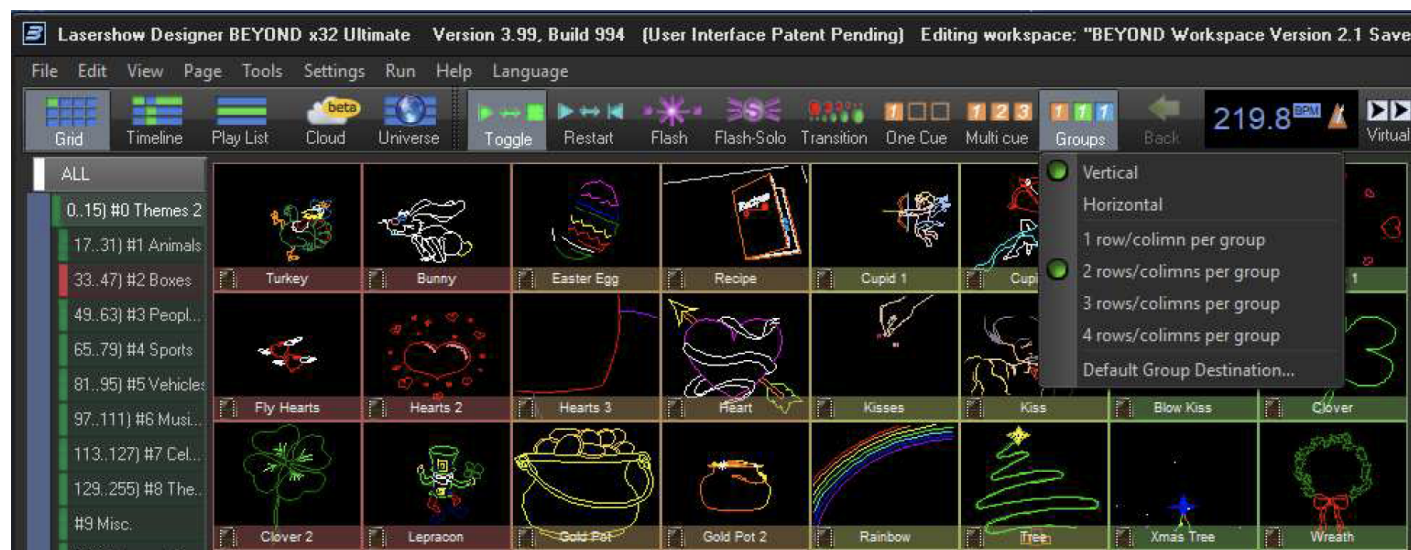 Lasershow Designer BEYOND x32 Ultimate Version 3.99, Build 994 (User Interface Patent Pending) Editing workspace: "BEYOND Workspace Version 2.1 Save
File Edit View Page Tools Settings Run Help Language
beta
Grid Timeline Play List Cloud Universe Toggle Restart Flash Flash-Solo Transition One Cue Multi cue Groups Back 219.8 BPM Virtual
ALL
0..15) #0 Themes 2
17..31) #1 Animals
33..47) #2 Boxes
49..63) #3 Peopl...
65..79) #4 Sports
81..95) #5 Vehicles
97..111) #6 Musi...
113..127) #7 Cel...
129..255) #8 The..
#9 Misc.
Turkey Bunny Easter Egg Recipe Cupid 1 Cupi 1
Fly Hearts Hearts 2 Hearts 3 Heart Kisses Kiss Blow Kiss Clover
Clover 2 Lepracon Gold Pot Gold Pot 2 Rainbow Tree Xmas Tree Wreath
Vertical
Horizontal
1 row/colimn per group
2 rows/colimns per group
3 rows/colimns per group
4 rows/colimns per group
Default Group Destination...